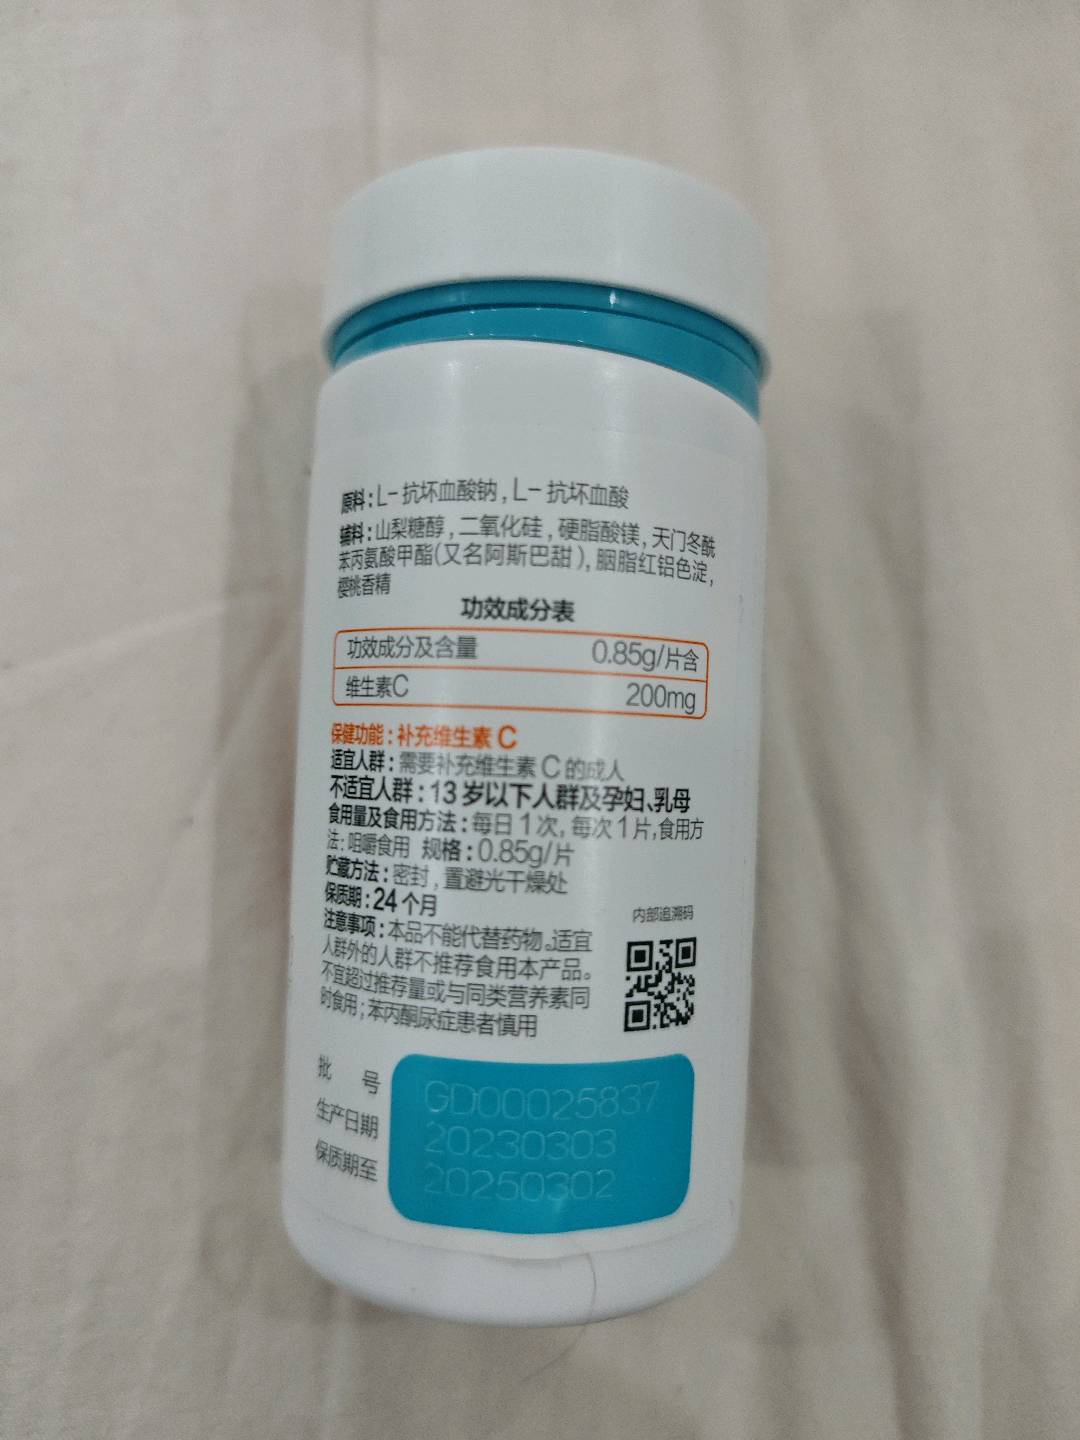 原料:L-抗坏血酸钠,L-抗坏血酸
辅料:山梨糖醇,二氧化硅,硬脂酸镁,天门冬酰
苯丙氨酸甲酯(又名阿斯巴甜),胭脂红铝色淀,
樱桃香精
功效成分表
功效成分及含量 0.85g/片含
维生素C 200mg
保健功能:补充维生素C
适宜人群:需要补充维生素C的成人
不适宜人群:13岁以下人群及孕妇、乳母
食用量及食用方法:每日1次,每次1片,食用方
法:咀嚼食用 规格:0.85g/片
贮藏方法:密封,置避光干燥处
保质期:24个月
注意事项:本品不能代替药物。适宜
人群外的人群不推荐食用本产品。
不宜超过推荐量或与同类营养素同
时食用;苯丙酮尿症患者慎用
内部追溯码
批号 GD00025837
生产日期 20230303
保质期至 20250302